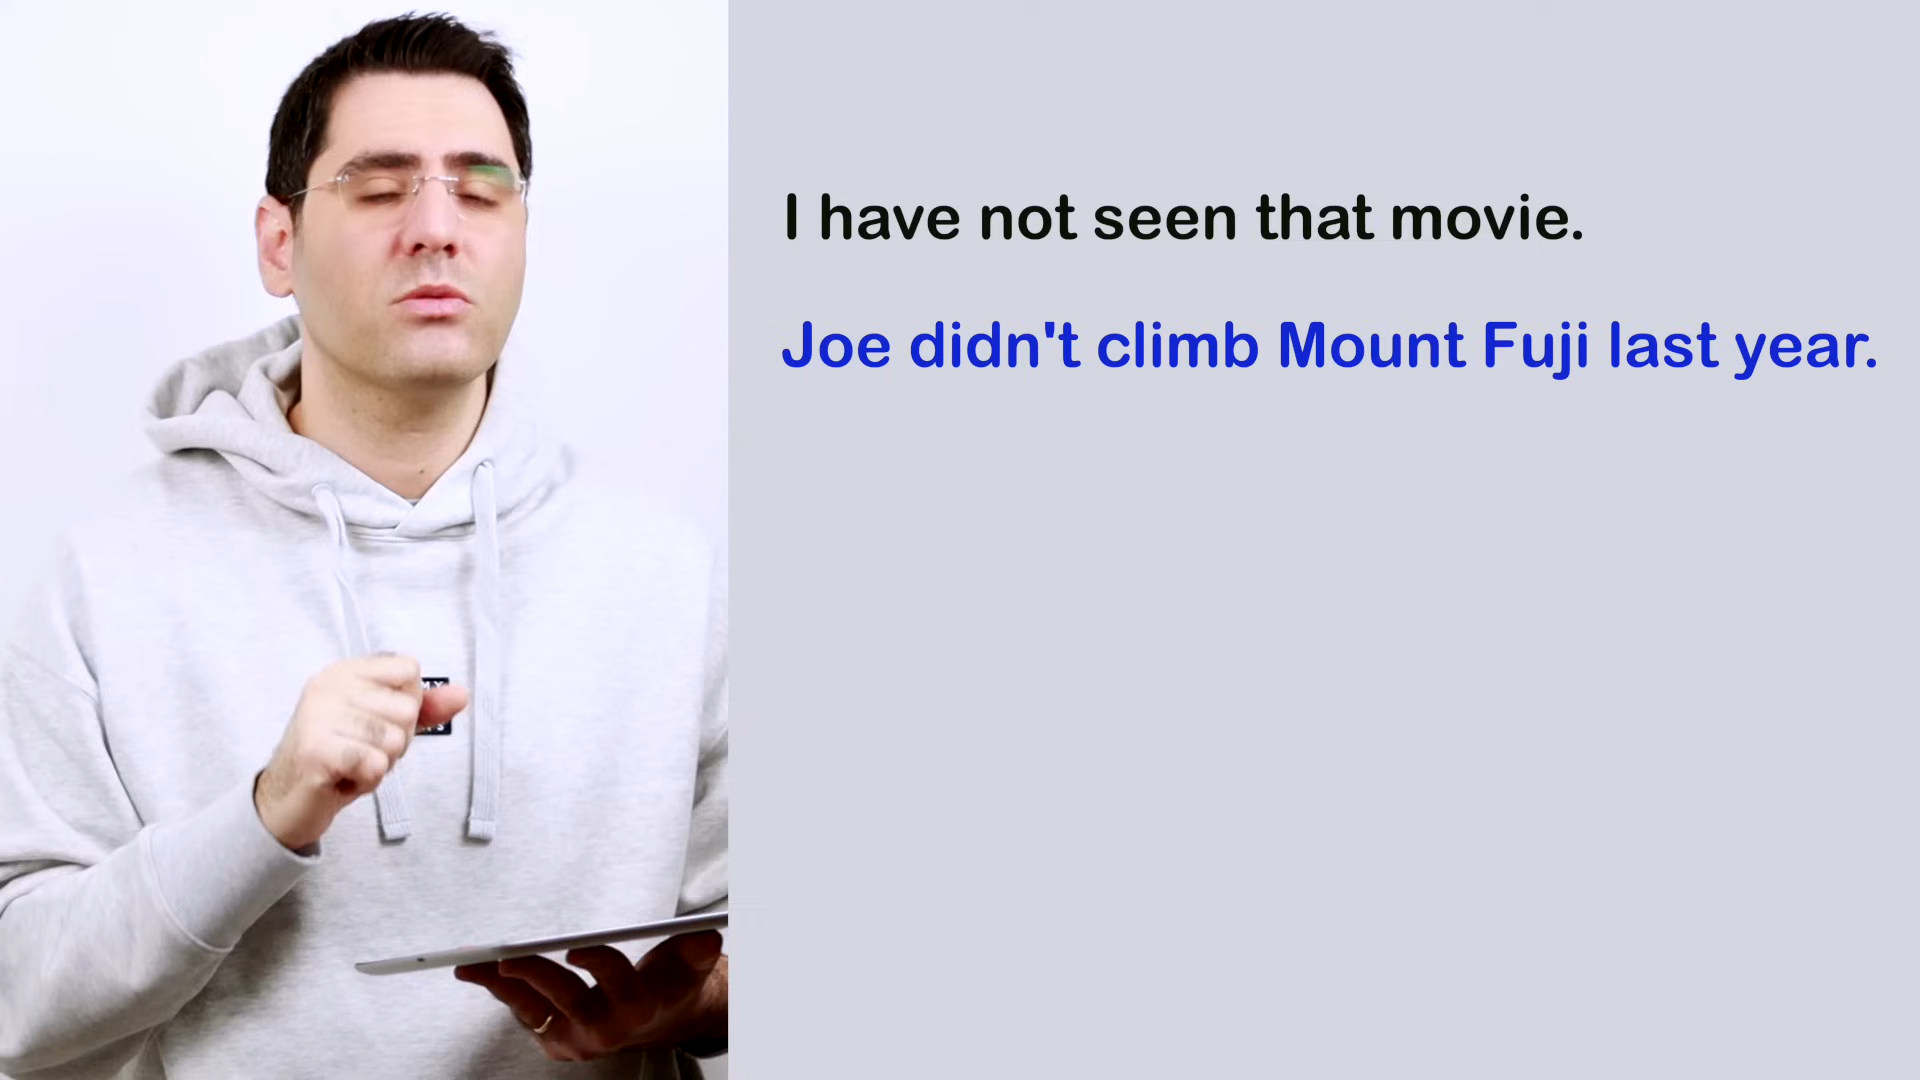 I have not seen that movie.
Joe didn't climb Mount Fuji last year.